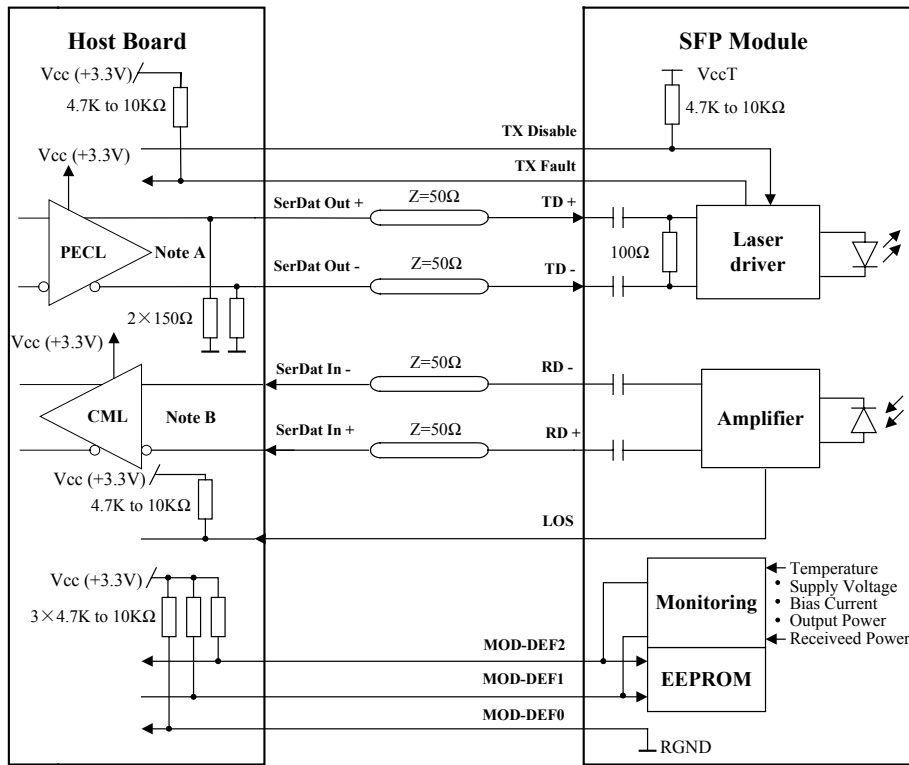 Host Board
SFP Module
Vcc (+3.3V)
4.7K to 10KΩ
VccT
4.7K to 10KΩ
TX Disable
Vcc (+3.3V)
TX Fault
SerDat Out +
Z=50Ω
TD +
PECL
Note A
100Ω
Laser
driver
SerDat Out -
Z=50Ω
TD -
2×150Ω
Vcc (+3.3V)
SerDat In -
Z=50Ω
RD -
CML
Note B
Amplifier
SerDat In +
Z=50Ω
RD +
Vcc (+3.3V)
4.7K to 10KΩ
LOS
Vcc (+3.3V)
3×4.7K to 10KΩ
Monitoring
Temperature
• Supply Voltage
• Bias Current
• Output Power
Receiveed Power
MOD-DEF2
EEPROM
MOD-DEF1
MOD-DEF0
RGND